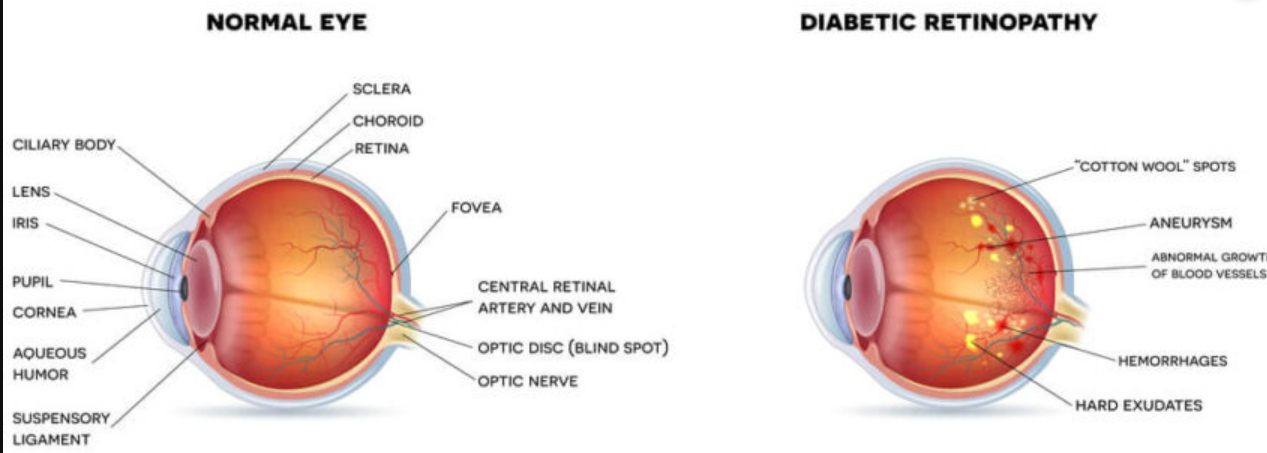 NORMAL EYE
SCLERA
CHOROID
RETINA
CILIARY BODY
LENS
IRIS
PUPIL
CORNEA
AQUEOUS
HUMOR
SUSPENSORY
LIGAMENT
FOVEA
CENTRAL RETINAL
ARTERY AND VEIN
OPTIC DISC (BLIND SPOT)
OPTIC NERVE
DIABETIC RETINOPATHY
"COTTON WOOL" SPOTS
ANEURYSM
ABNORMAL GROWT
OF BLOOD VESSELS
HEMORRHAGES
HARD EXUDATES